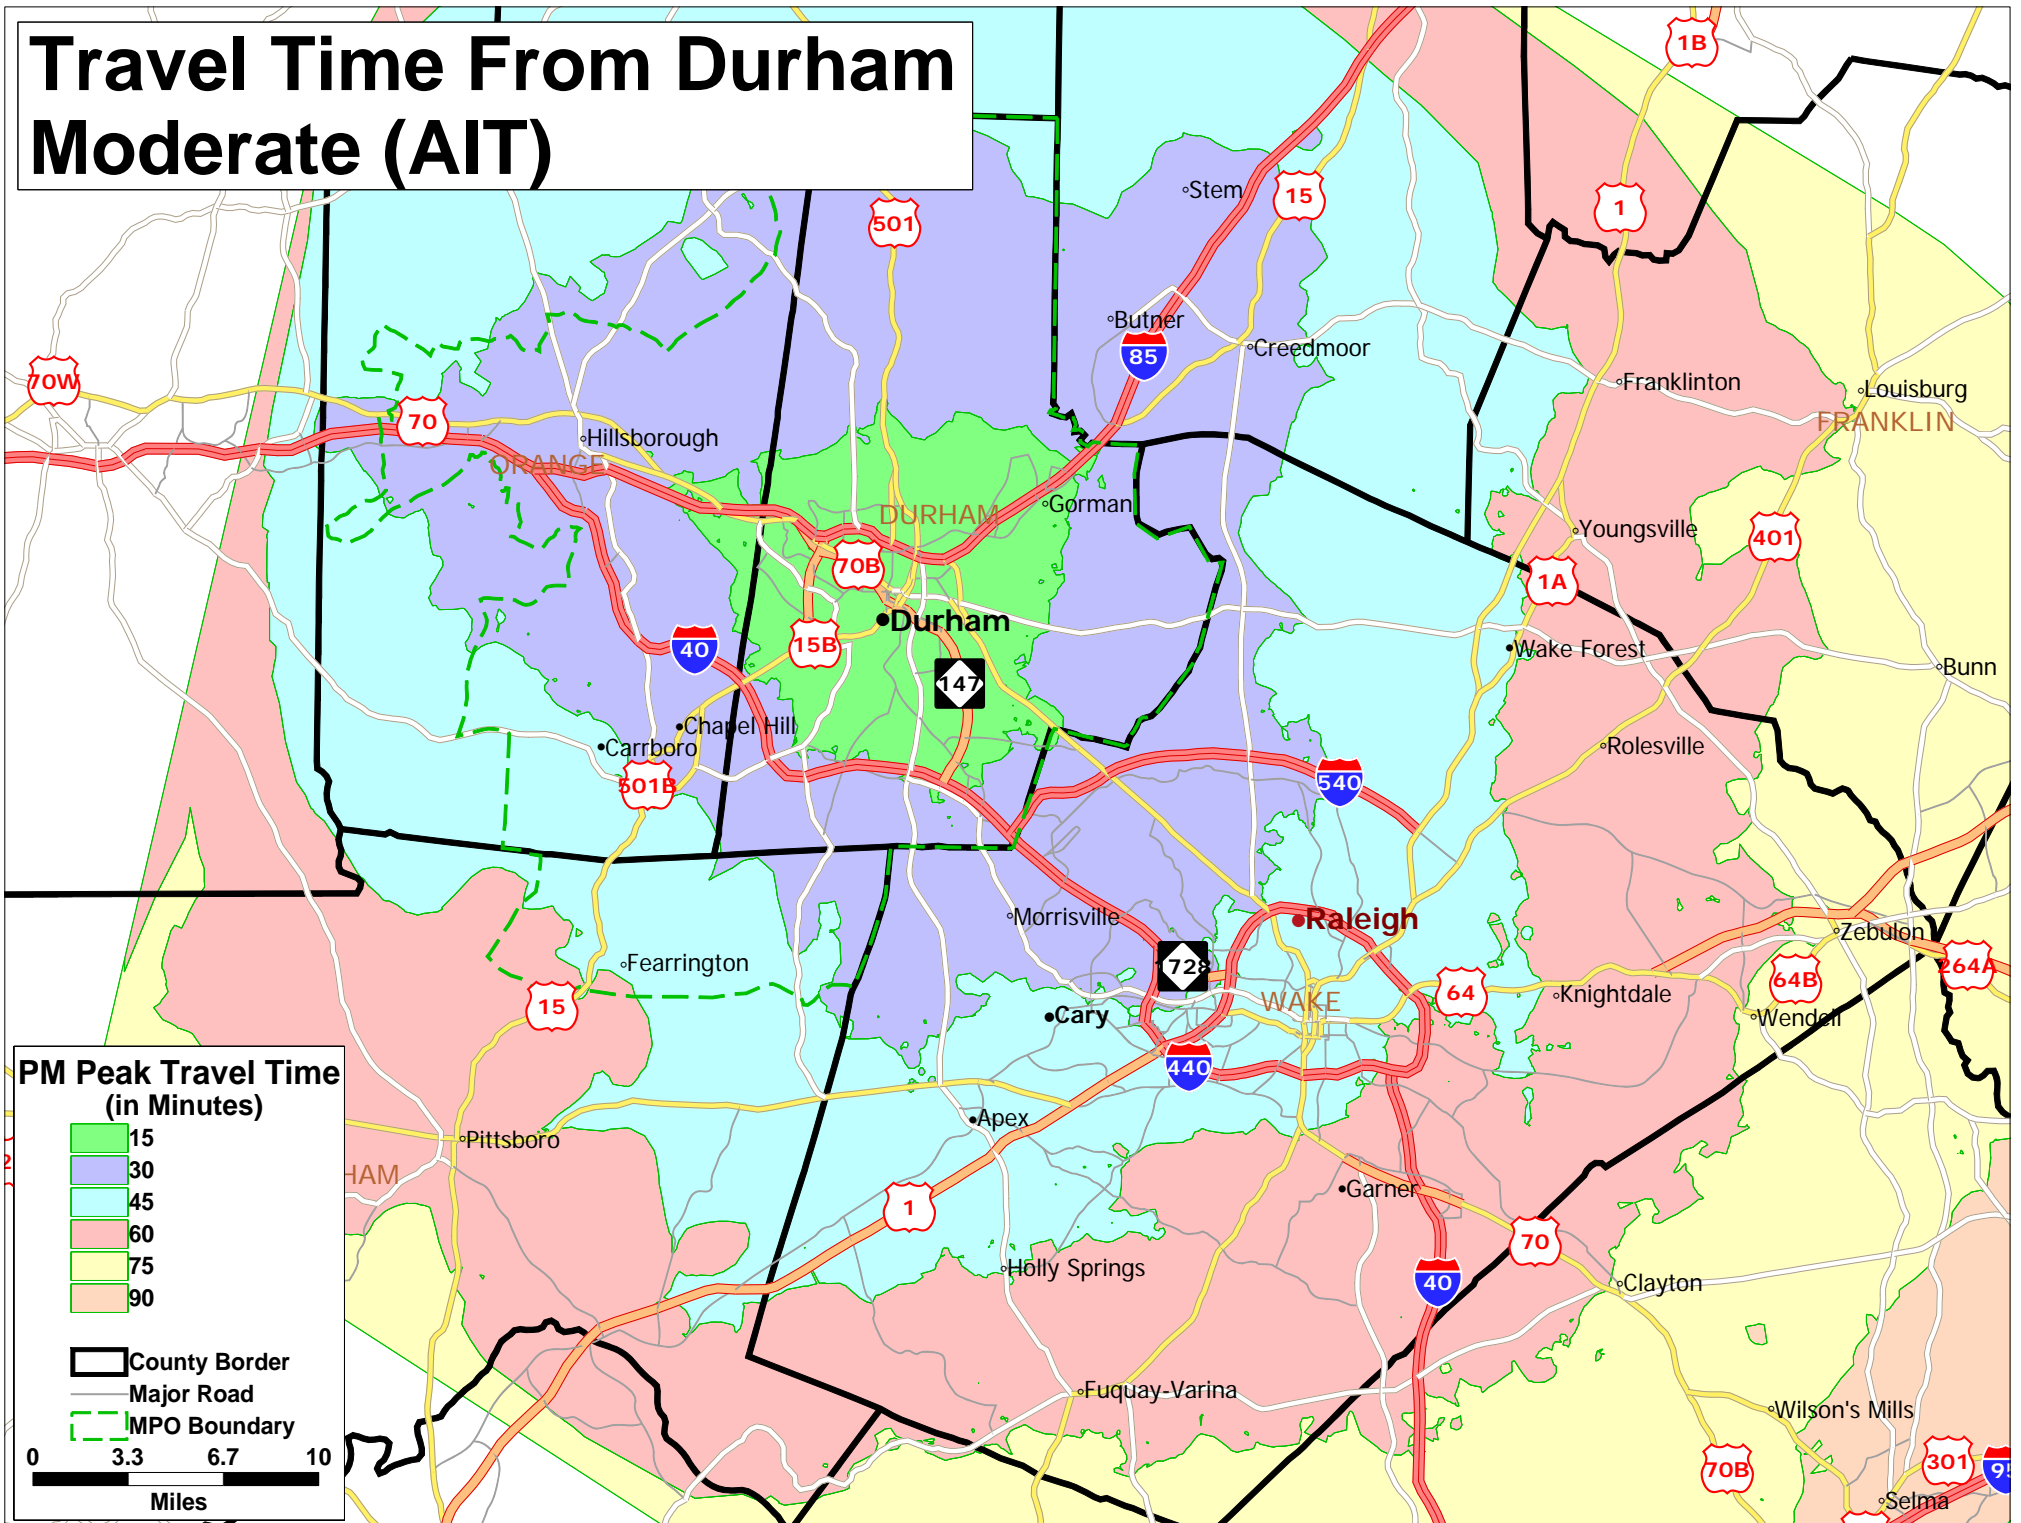 Travel Time From Durham
Moderate (AIT)
1B
Stem
15
1
501
Butner
85
Creedmoor
70W
Franklinton
Louisburg
70
FRANKLIN
Hillsborough
ORANGE
DURHAM
Gorman
Youngsville
401
70B
1A
Durham
15B
40
Wake Forest
Bunn
147
Chapel Hill
Carrboro
Rolesville
501B
540
Morrisville
Raleigh
Zebulon
Fearrington
1728
264A
64B
15
64
Knightdale
WAKE
Cary
Wendell
440
PM Peak Travel Time
(in Minutes)
15
30
45
60
75
90
County Border
Major Road
MPO Boundary
0 3.3 6.7 10
Miles
Apex
Pittsboro
HAM
Garner
1
70
Holly Springs
40
Clayton
Fuquay-Varina
Wilson's Mills
70B
301
95
Selma